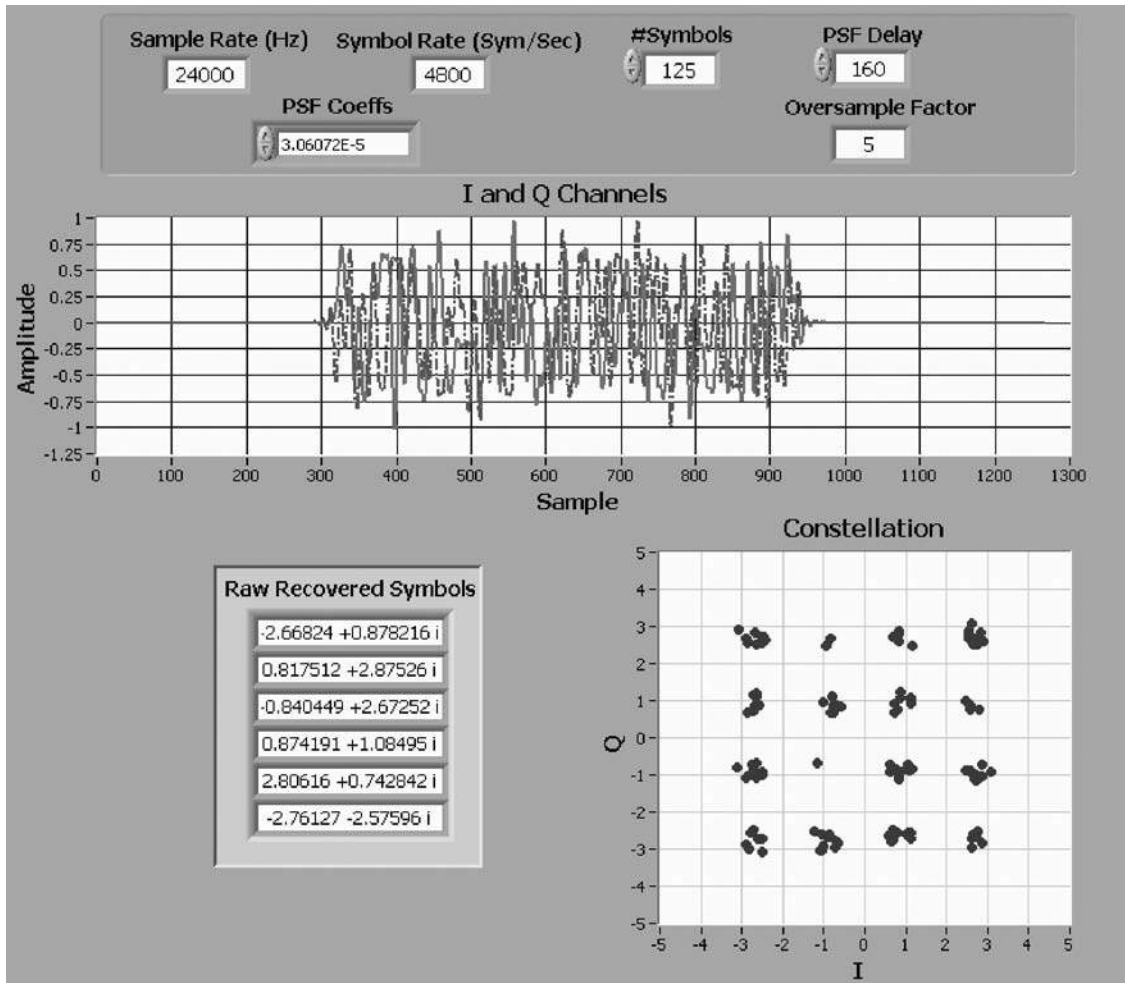 Sample Rate (Hz) Symbol Rate (Sym/Sec) #Symbols PSF Delay
24000 4800 125 160
PSF Coeffs Oversample Factor
3.06072E-5 5
I and Q Channels
1
0.75
0.5
0.25
0
-0.25
-0.5
-0.75
-1
-1.25
Amplitude
0 100 200 300 400 500 600 700 800 900 1000 1100 1200 1300
Sample
Raw Recovered Symbols
-2.66824 +0.878216 i
0.817512 +2.87526 i
-0.840449 +2.67252 i
0.874191 +1.08495 i
2.80616 +0.742842 i
-2.76127 -2.57596 i
Constellation
5
4
3
2
1
0
-1
-2
-3
-4
-5
Q
-5 -4 -3 -2 -1 0 1 2 3 4 5
I